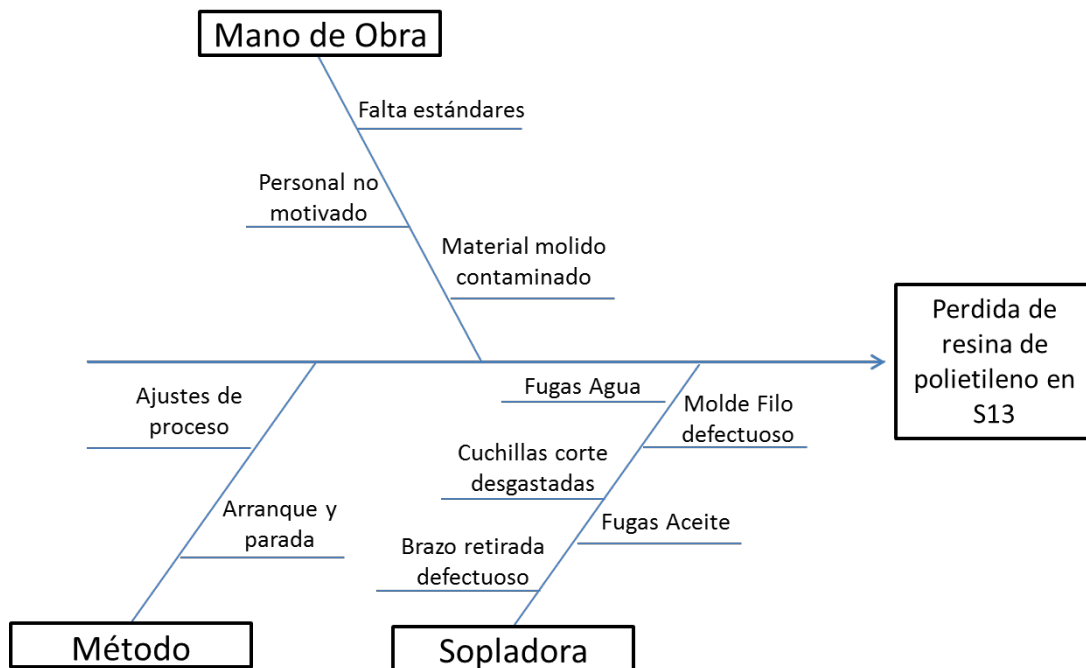 Mano de Obra
Falta estándares
Personal no
motivado
Material molido
contaminado
Perdida de
resina de
polietileno en
S13
Ajustes de
proceso
Arranque y
parada
Método
Fugas Agua
Molde Filo
defectuoso
Cuchillas corte
desgastadas
Fugas Aceite
Brazo retirada
defectuoso
Sopladora